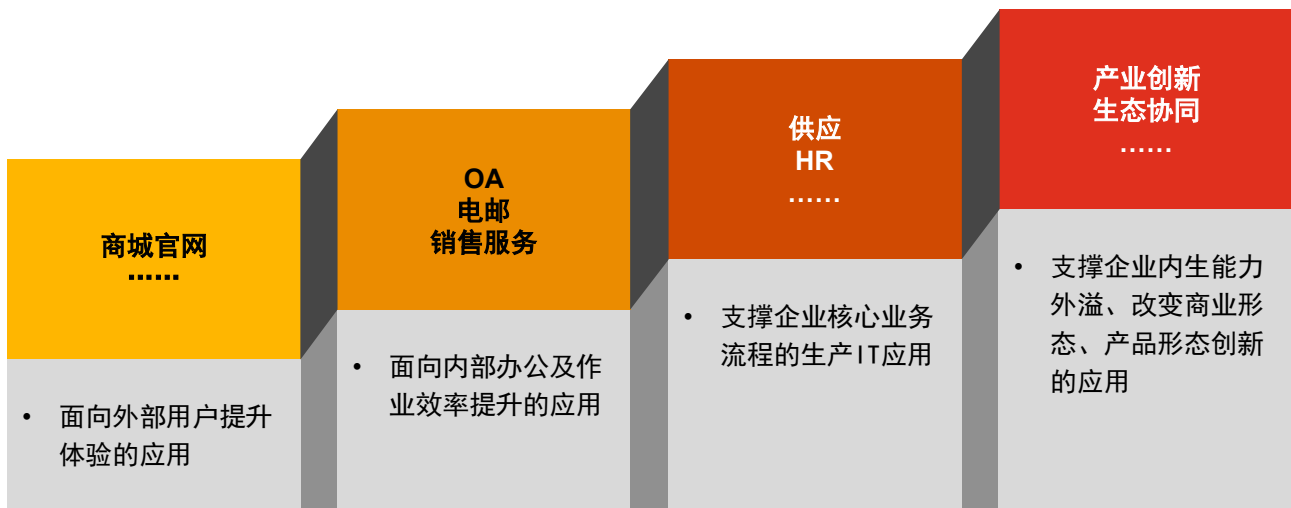 商城官网
……
• 面向外部用户提升
体验的应用
OA
电邮
销售服务
• 面向内部办公及作
业效率提升的应用
供应
HR
……
• 支撑企业核心业务
流程的生产IT应用
产业创新
生态协同
……
• 支撑企业内生能力
外溢、改变商业形
态、产品形态创新
的应用